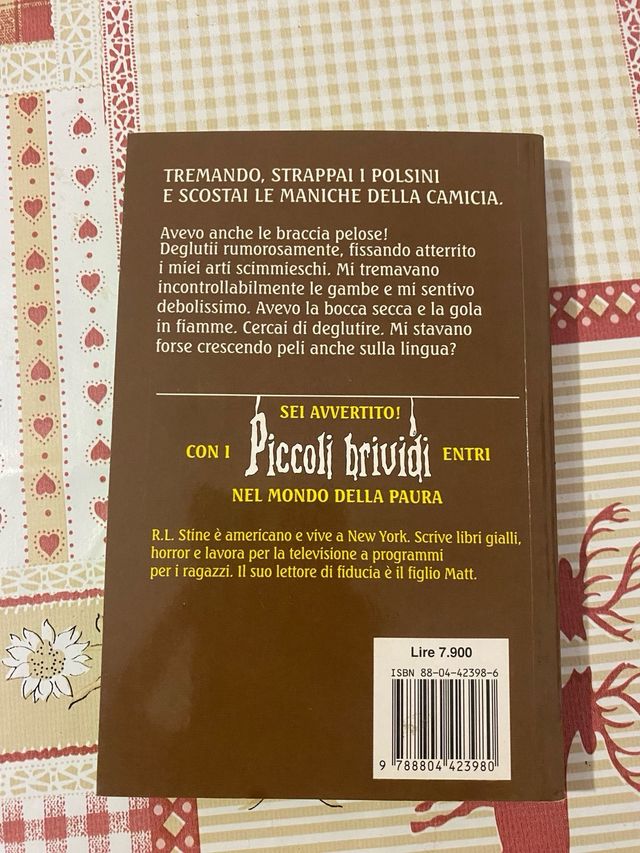 TREMANDO, STRAPPAI I POLSINI
E SCOSTAI LE MANICHE DELLA CAMICIA.
Avevo anche le braccia pelose!
Deglutii rumorosamente, fissando atterrito
i miei arti scimmieschi. Mi tremavano
incontrollabilmente le gambe e mi sentivo
debolissimo. Avevo la bocca secca e la gola
in fiamme. Cercai di deglutire. Mi stavano
forse crescendo peli anche sulla lingua?
SEI AVVERTITO!
CON I Piccoli brividi ENTRI
NEL MONDO DELLA PAURA
R.L. Stine è americano e vive a New York. Scrive libri gialli,
horror e lavora per la televisione a programmi
per i ragazzi. Il suo lettore di fiducia è il figlio Matt.
Lire 7.900
ISBN 88-04-42398-6
9 788804 423980